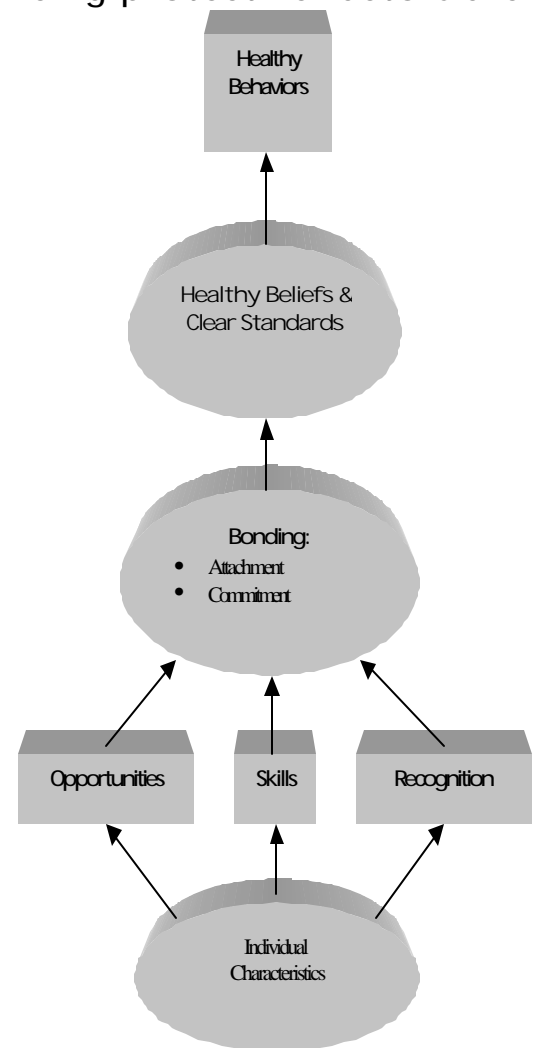 Healthy
Behaviors
Healthy Beliefs &
Clear Standards
Bonding:
• Attachment
• Commitment
Opportunities
Skills
Recognition
Individual
Characteristics